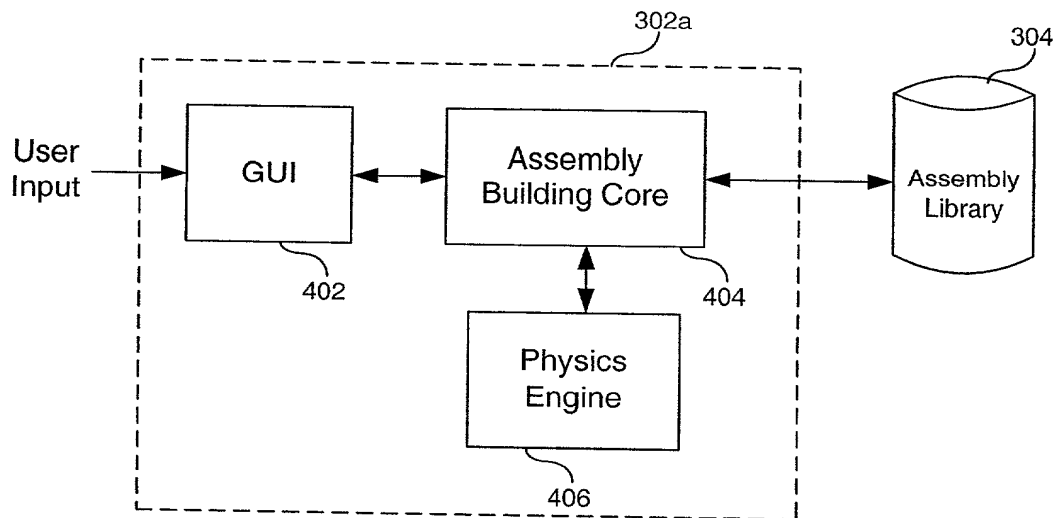 302a
304
User
Input
GUI
Assembly
Building Core
Assembly
Library
402
404
Physics
Engine
406